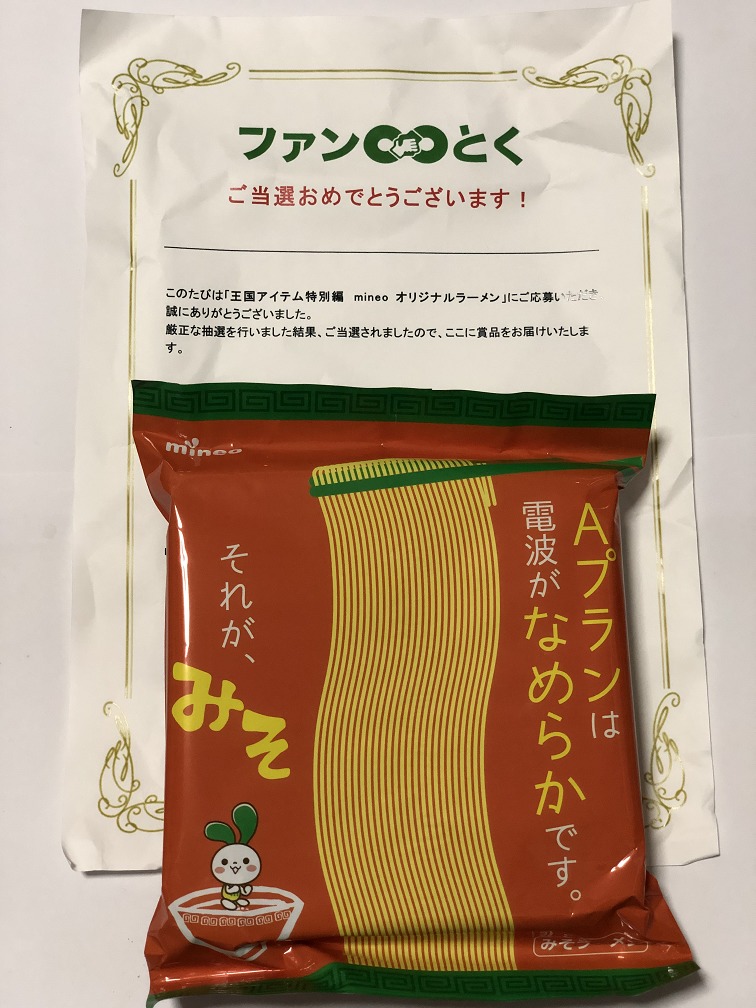 ファンとく
ご当選おめでとうございます！
このたびは「王国アイテム特別編　mineo オリジナルラーメン」にご応募いただき
誠にありがとうございました。
厳正な抽選を行いました結果、ご当選されましたので、ここに賞品をお届けいたしま
す。
mineo
Aプランは
電波が
なめらかです。
それが、
みそ